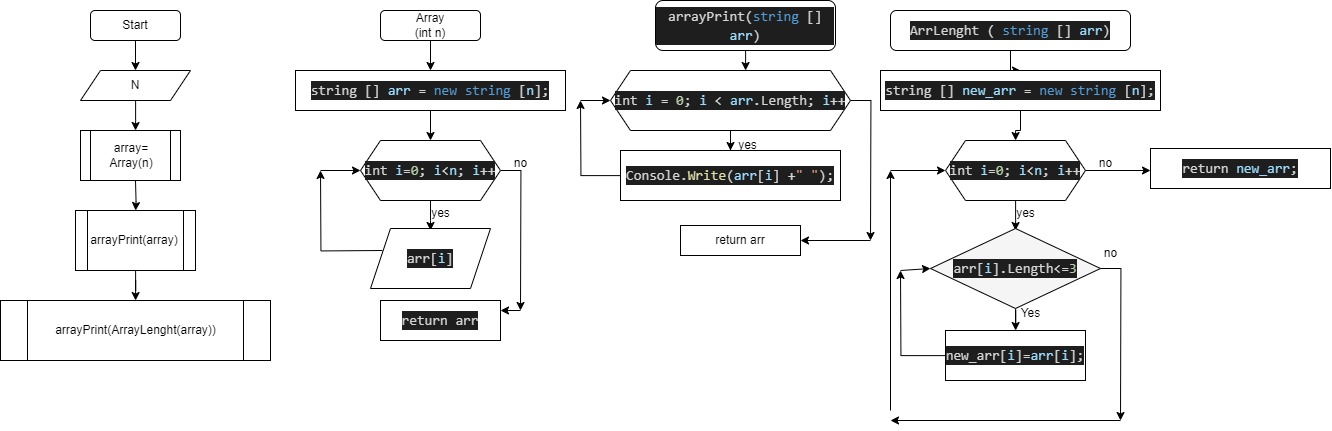 Start
N
array=
Array(n)
arrayPrint(array)
arrayPrint(ArrayLenght(array))
Array
(int n)
string [] arr = new string [n];
int i=0; i<n; i++
no
yes
arr[i]
return arr
arrayPrint(string []
arr)
int i = 0; i < arr.Length; i++
yes
Console.Write(arr[i] +" ");
return arr
ArrLenght ( string [] arr)
string [] new_arr = new string [n];
int i=0; i<n; i++
no
return new_arr;
yes
arr[i].Length<=3
no
Yes
new_arr[i]=arr[i];